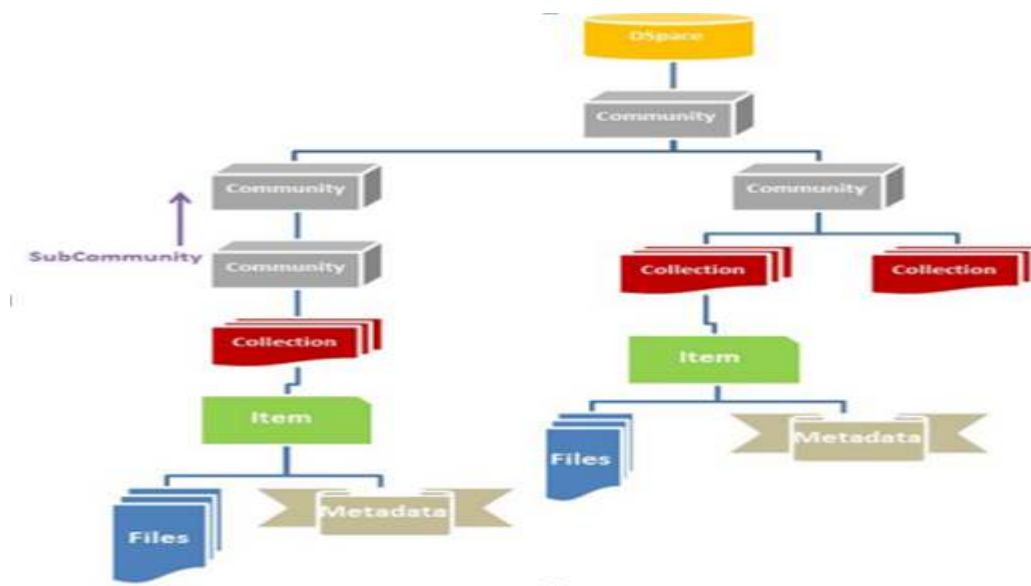 DSpace
Community
Community
Community
SubCommunity
Community
Collection
Collection
Collection
Item
Item
Metadata
Files
Metadata
Files